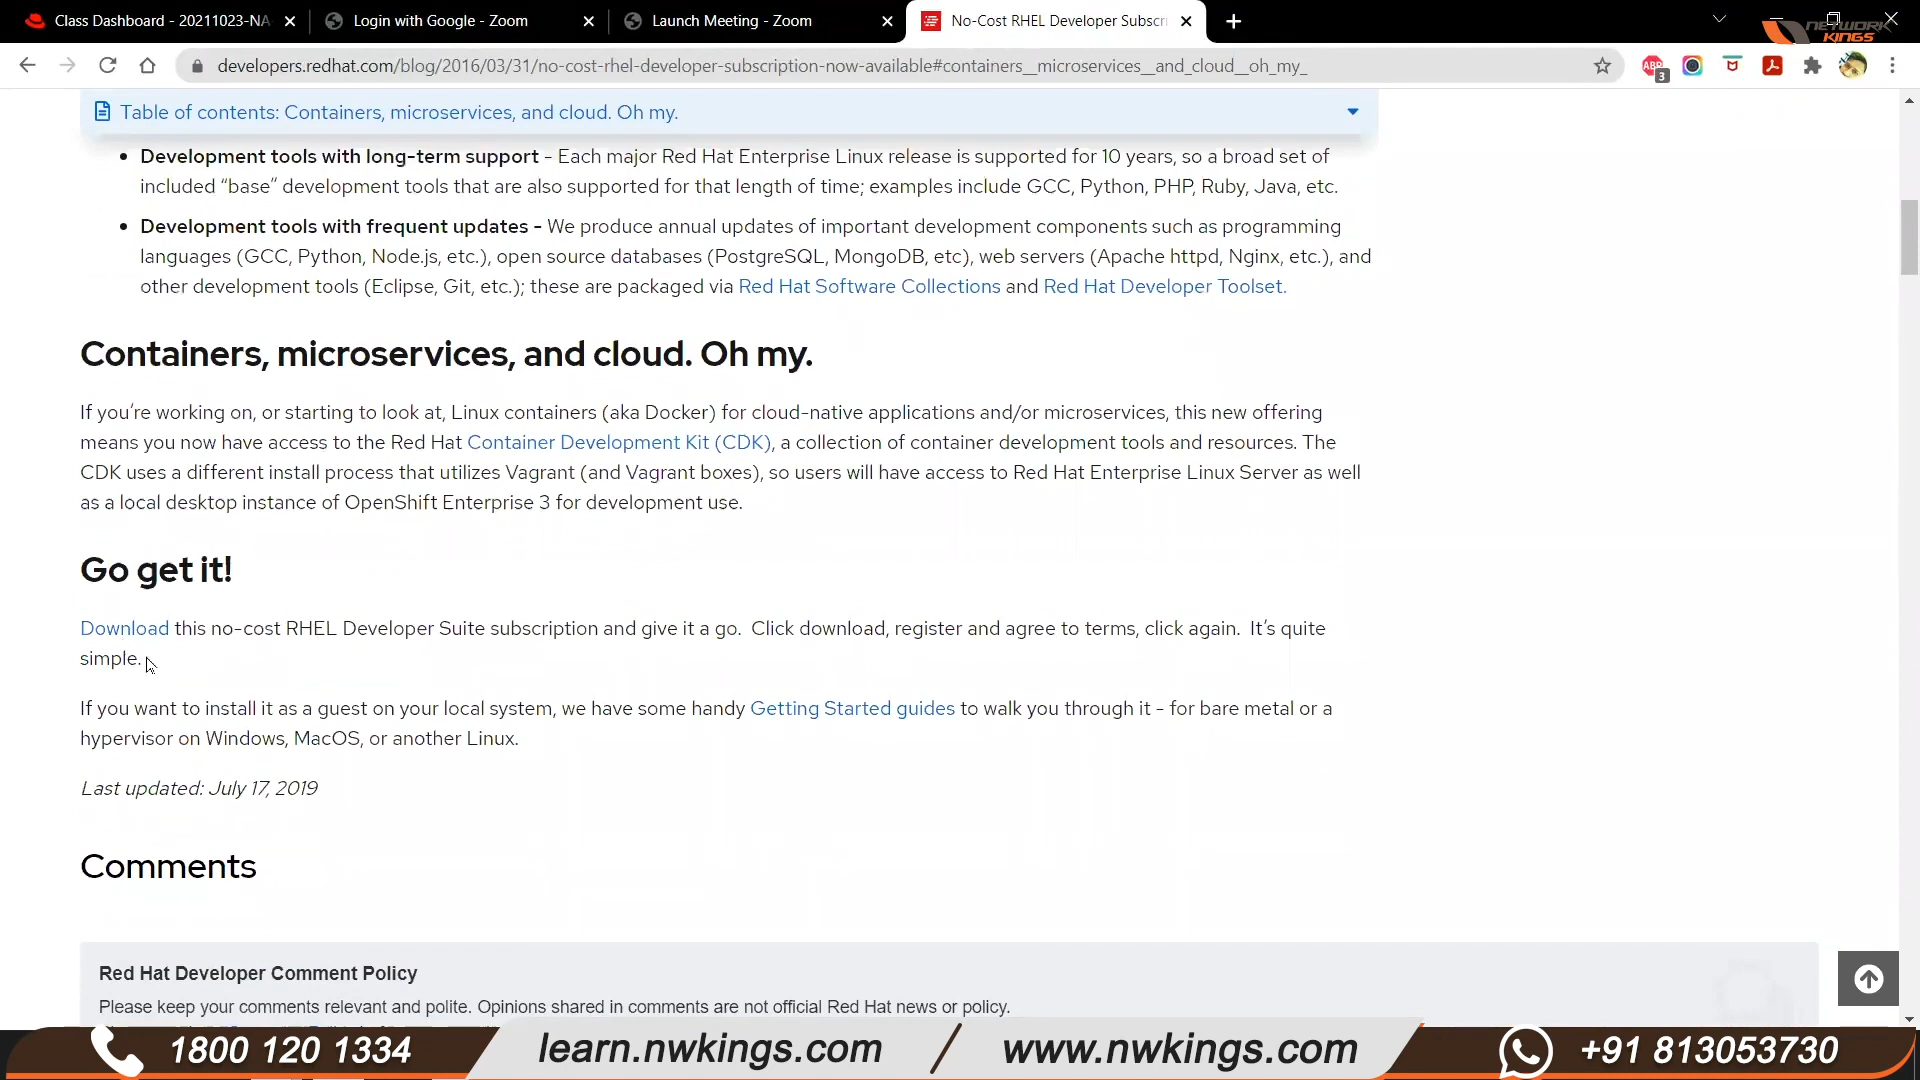 Class Dashboard - 20211023-NA
Login with Google - Zoom
Launch Meeting - Zoom
No-Cost RHEL Developer Subscri
NETWORK
KINGS
developers.redhat.com/blog/2016/03/31/no-cost-rhel-developer-subscription-now-available#containers__microservices__and_cloud__oh_my_
ABP
3
Table of contents: Containers, microservices, and cloud. Oh my.
• Development tools with long-term support - Each major Red Hat Enterprise Linux release is supported for 10 years, so a broad set of
included “base” development tools that are also supported for that length of time; examples include GCC, Python, PHP, Ruby, Java, etc.
• Development tools with frequent updates - We produce annual updates of important development components such as programming
languages (GCC, Python, Node.js, etc.), open source databases (PostgreSQL, MongoDB, etc), web servers (Apache httpd, Nginx, etc.), and
other development tools (Eclipse, Git, etc.); these are packaged via Red Hat Software Collections and Red Hat Developer Toolset.
Containers, microservices, and cloud. Oh my.
If you’re working on, or starting to look at, Linux containers (aka Docker) for cloud-native applications and/or microservices, this new offering
means you now have access to the Red Hat Container Development Kit (CDK), a collection of container development tools and resources. The
CDK uses a different install process that utilizes Vagrant (and Vagrant boxes), so users will have access to Red Hat Enterprise Linux Server as well
as a local desktop instance of OpenShift Enterprise 3 for development use.
Go get it!
Download this no-cost RHEL Developer Suite subscription and give it a go. Click download, register and agree to terms, click again. It’s quite
simple.
If you want to install it as a guest on your local system, we have some handy Getting Started guides to walk you through it - for bare metal or a
hypervisor on Windows, MacOS, or another Linux.
Last updated: July 17, 2019
Comments
Red Hat Developer Comment Policy
Please keep your comments relevant and polite. Opinions shared in comments are not official Red Hat news or policy.
1800 120 1334
learn.nwkings.com / www.nwkings.com
+91 813053730